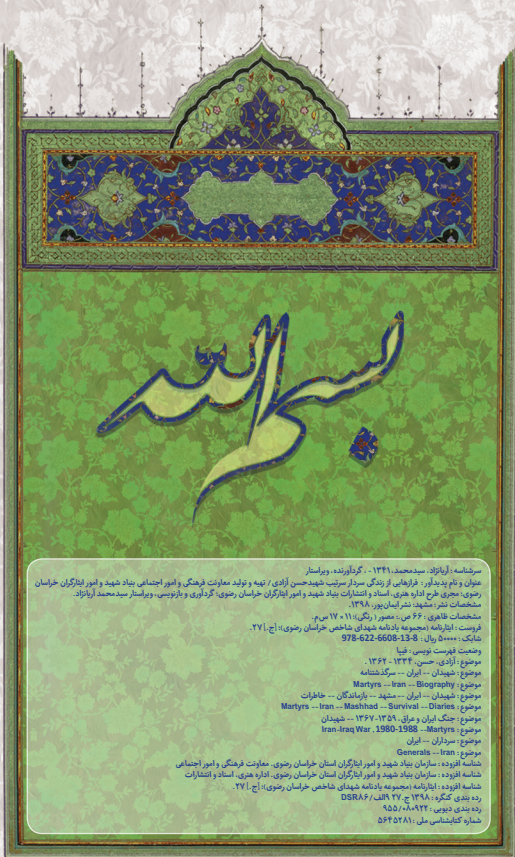 بسم الله
سرشناسه : آریانژاد، سیدمحمد، ۱۳۴۱ - ، گردآورنده، ویراستار
عنوان و نام پدیدآور : فرازهایی از زندگی سردار سرتیپ شهیدحسن آزادی / تهیه و تولید معاونت فرهنگی و امور اجتماعی بنیاد شهید و امور ایثارگران خراسان
رضوی؛ مجری طرح اداره هنری، اسناد و انتشارات بنیاد شهید و امور ایثارگران خراسان رضوی؛ گردآوری و بازنویسی، ویراستار سیدمحمد آریانژاد.
مشخصات نشر : مشهد: نشر ایمان‌پور، ۱۳۹۸.
مشخصات ظاهری : ۶۶ ص.: مصور ( رنگی)؛ ۱۱ × ۱۷ س‌م.
فروست : ایثارنامه (مجموعه یادنامه شهدای شاخص خراسان رضوی)؛ [ج.] ۲۷.
شابک : ۵۰۰۰۰ ریال : 978-622-6608-13-8
وضعیت فهرست نویسی : فیپا
موضوع : آزادی، حسن، ۱۳۳۴ - ۱۳۶۲ .
موضوع : شهیدان -- ایران -- سرگذشتنامه
موضوع : Martyrs -- Iran -- Biography
موضوع : شهیدان -- ایران -- مشهد -- بازماندگان -- خاطرات
موضوع : Martyrs -- Iran -- Mashhad -- Survival -- Diaries
موضوع : جنگ ایران و عراق، ۱۳۵۹-۱۳۶۷ -- شهیدان
موضوع : Iran-Iraq War , 1980-1988 --Martyrs
موضوع : سرداران -- ایران
موضوع : Generals -- Iran
شناسه افزوده : سازمان بنیاد شهید و امور ایثارگران استان خراسان رضوی. معاونت فرهنگی و امور اجتماعی
شناسه افزوده : سازمان بنیاد شهید و امور ایثارگران استان خراسان رضوی. اداره هنری، اسناد و انتشارات
شناسه افزوده : ایثارنامه (مجموعه یادنامه شهدای شاخص خراسان رضوی)؛ [ج.] ۲۷.
رده بندی کنگره : ۱۳۹۸ ج.۲۷ ۹الف/DSR۸۶
رده بندی دیویی : ۹۵۵/۰۸۰۹۲۲
شماره کتابشناسی ملی : ۵۶۴۵۲۸۱